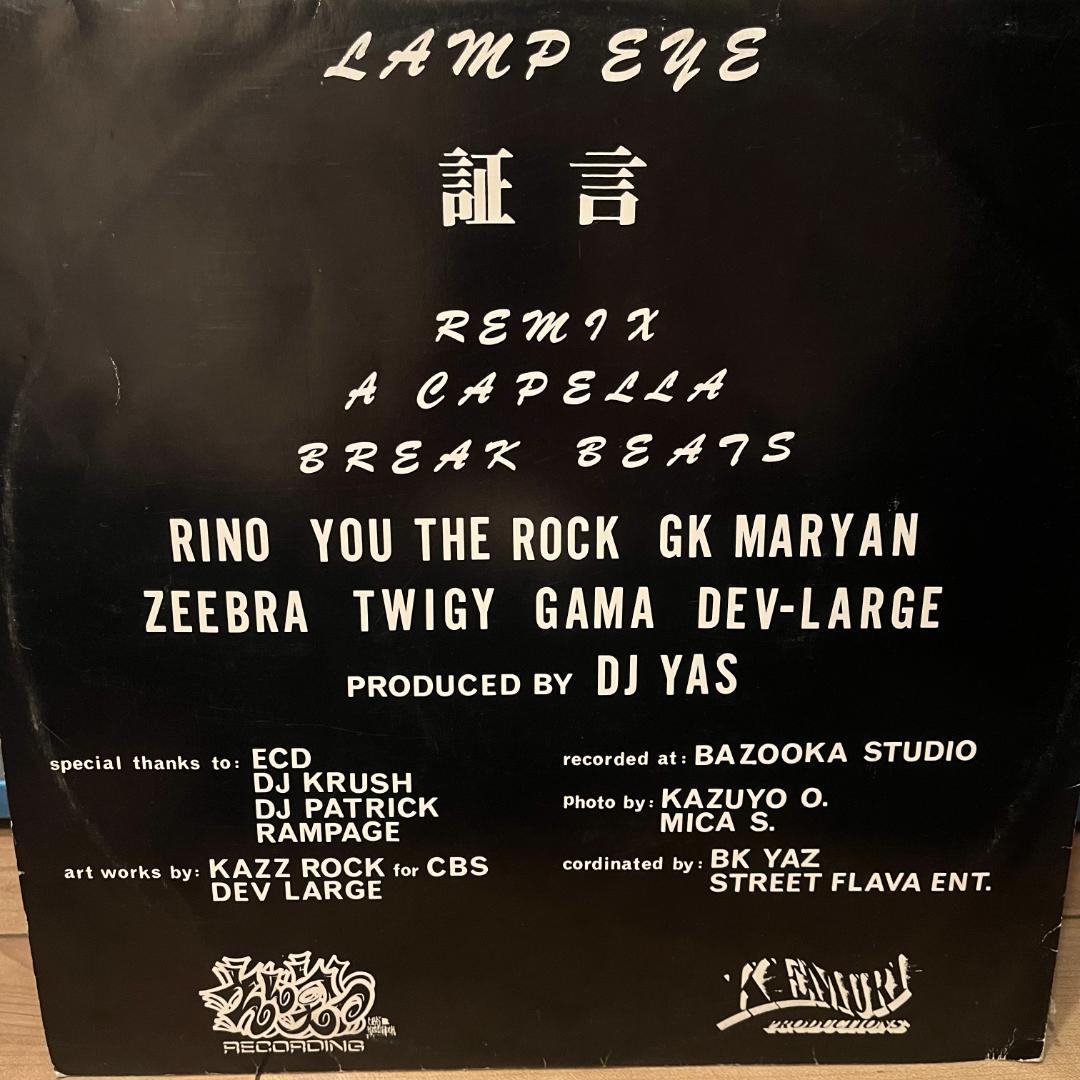 LAMP EYE
証言
REMIX
A CAPELLA
BREAK BEATS
RINO YOU THE ROCK GK MARYAN
ZEEBRA TWIGY GAMA DEV-LARGE
PRODUCED BY DJ YAS
special thanks to: ECD
DJ KRUSH
DJ PATRICK
RAMPAGE
art works by: KAZZ ROCK for CBS
DEV LARGE
recorded at: BAZOOKA STUDIO
Photo by: KAZUYO O.
MICA S.
cordinated by: BK YAZ
STREET FLAVA ENT.
RECORDING
PRODUCTIONS